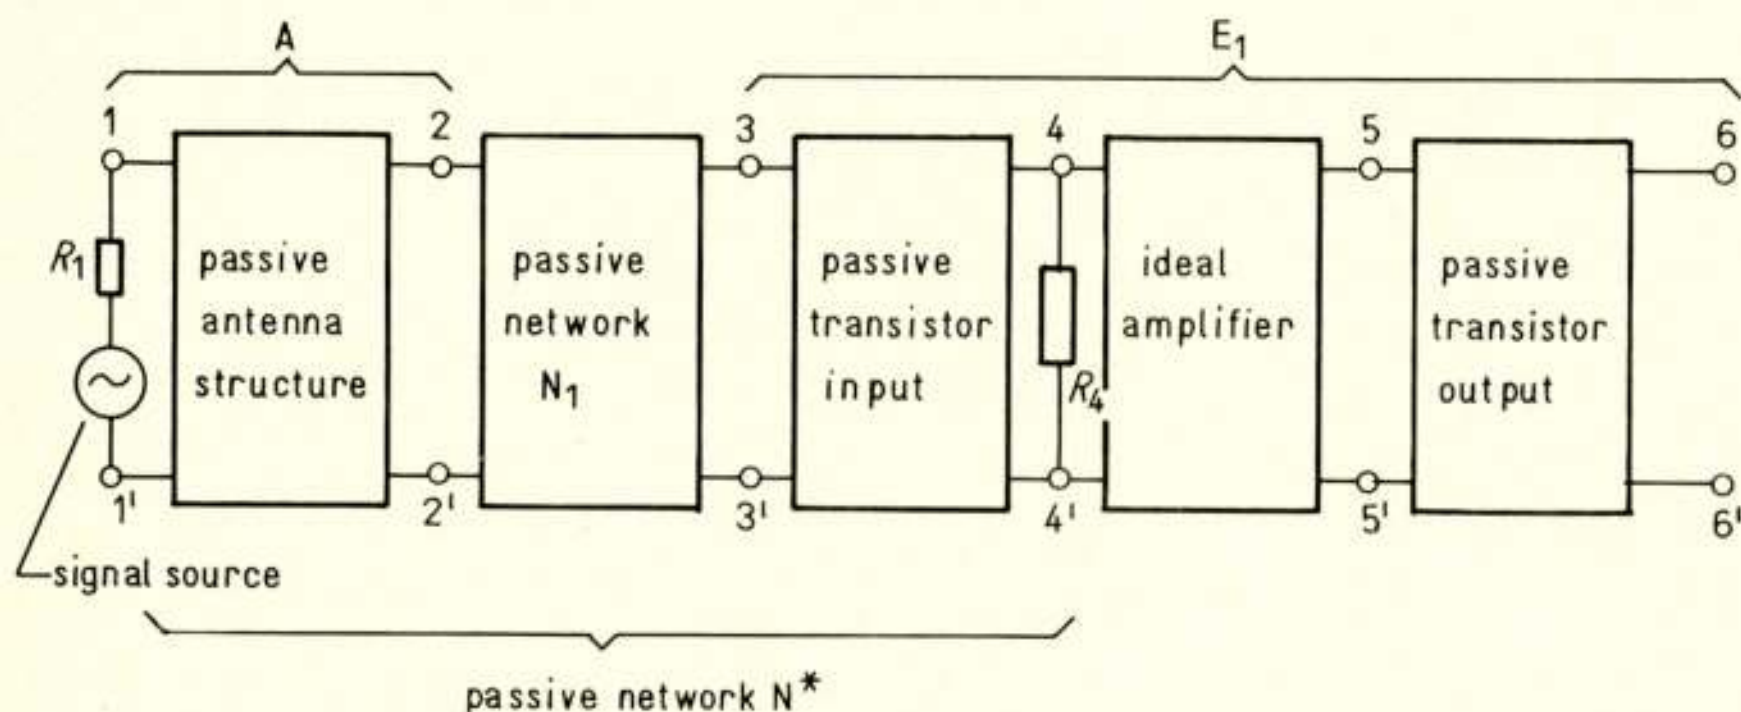 A
E1
1
2
3
4
5
6
R1
passive
antenna
structure
passive
network
N1
passive
transistor
input
R4
ideal
amplifier
passive
transistor
output
1'
2'
3'
4'
5'
6'
signal source
passive network N*